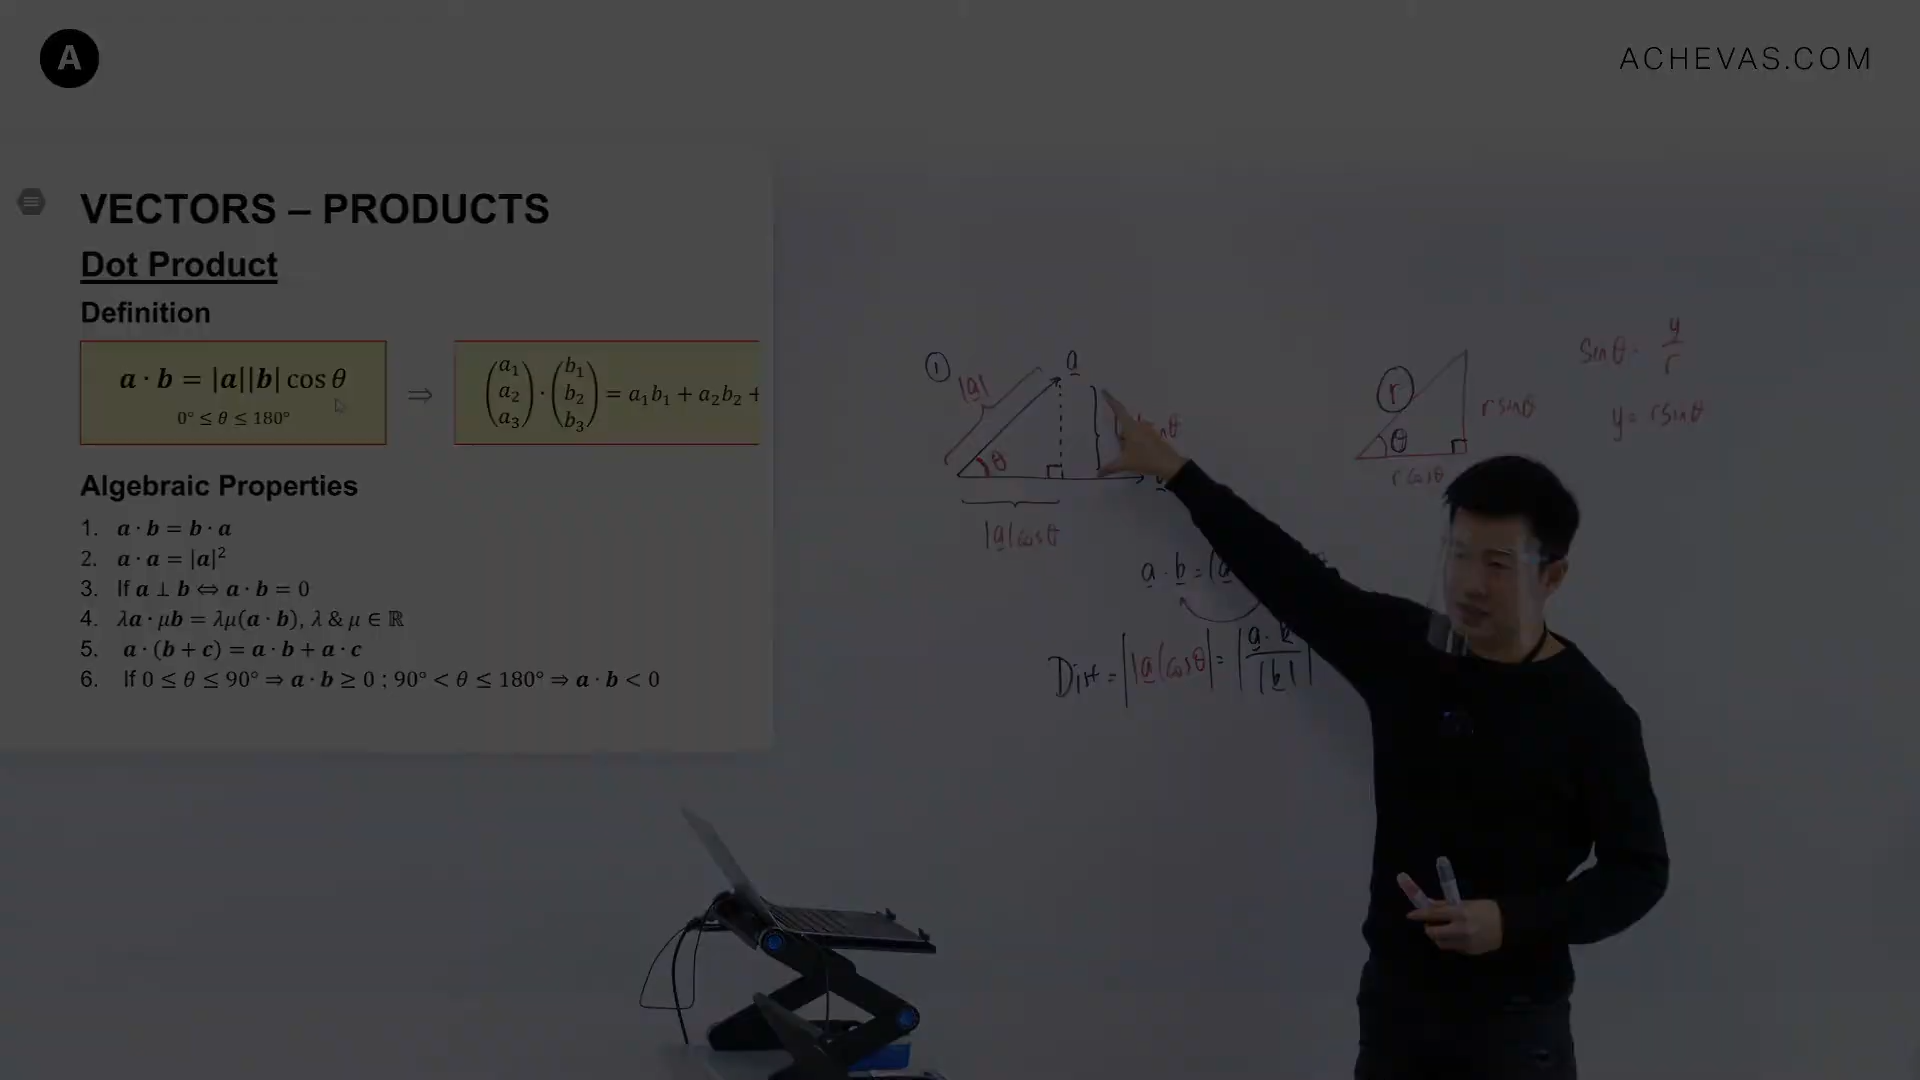 A
ACHEVAS.COM
VECTORS – PRODUCTS
Dot Product
Definition
a · b = |a||b| cos θ
0° ≤ θ ≤ 180°
⇒
(a₁ a₂ a₃) · (b₁ b₂ b₃) = a₁b₁ + a₂b₂ +
Algebraic Properties
1. a · b = b · a
2. a · a = |a|²
3. If a ⊥ b ⇔ a · b = 0
4. λa · μb = λμ(a · b), λ & μ ∈ ℝ
5. a · (b + c) = a · b + a · c
6. If 0 ≤ θ ≤ 90° ⇒ a · b ≥ 0 ; 90° < θ ≤ 180° ⇒ a · b < 0
①
a
|a|
θ
|a|cosθ
r
θ
r sinθ
r cosθ
Sinθ = y/r
y = r sinθ
a · b = |a
Dist = ||a|cosθ| = |a · b / |b||